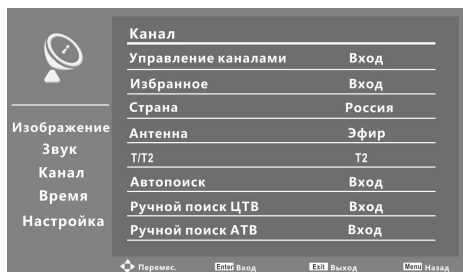 Изображение
Звук
Канал
Время
Настройка
Канал
Управление каналами Вход
Избранное Вход
Страна Россия
Антенна Эфир
T/T2 T2
Автопоиск Вход
Ручной поиск ЦТВ Вход
Ручной поиск АТВ Вход
Перемес. Enter Вход Exit Выход Menu Назад